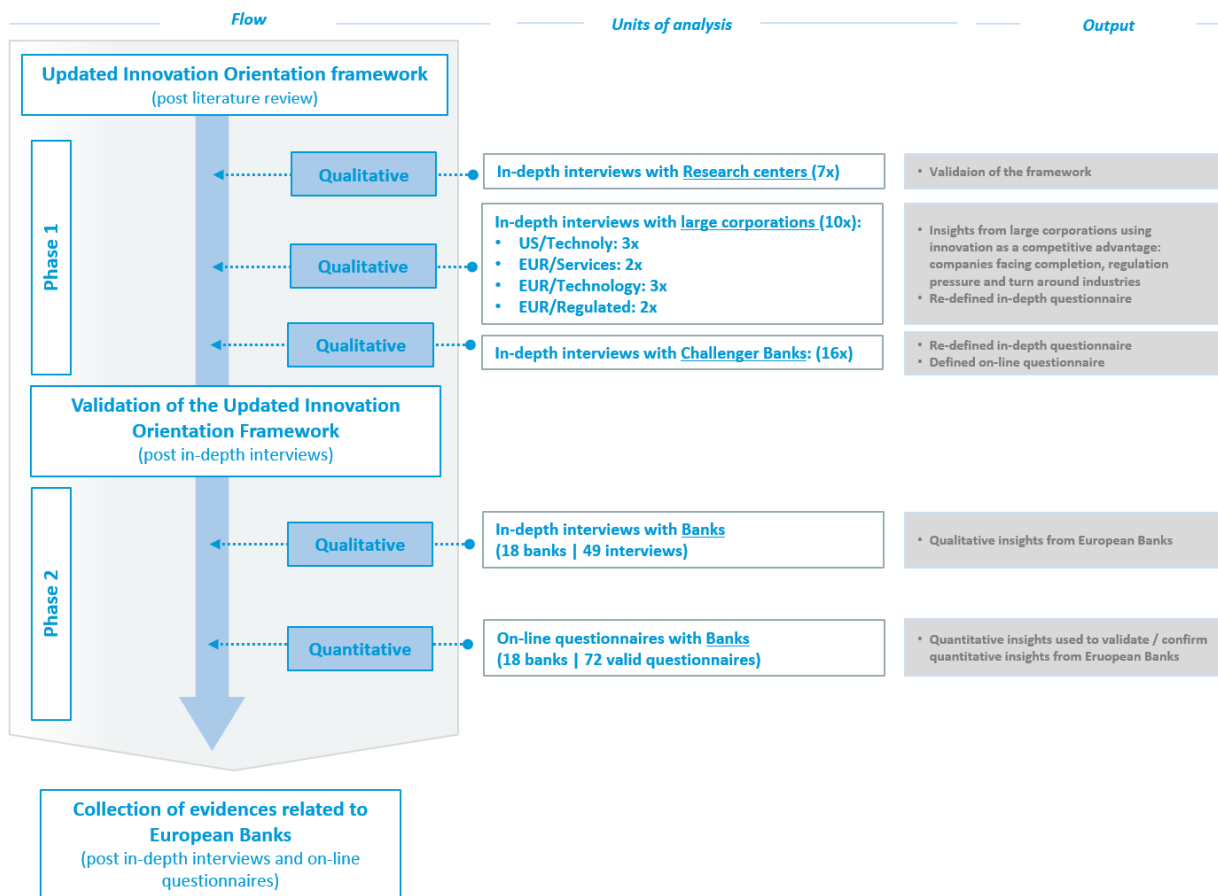 Flow
Units of analysis
Output
Updated Innovation Orientation framework
(post literature review)
Phase 1
Qualitative
In-depth interviews with Research centers (7x)
• Validaion of the framework
Qualitative
In-depth interviews with large corporations (10x):
• US/Technoly: 3x
• EUR/Services: 2x
• EUR/Technology: 3x
• EUR/Regulated: 2x
• Insights from large corporations using
innovation as a competitive advantage:
companies facing completion, regulation
pressure and turn around industries
• Re-defined in-depth questionnaire
Qualitative
In-depth interviews with Challenger Banks: (16x)
• Re-defined in-depth questionnaire
• Defined on-line questionnaire
Validation of the Updated Innovation
Orientation Framework
(post in-depth interviews)
Phase 2
Qualitative
In-depth interviews with Banks
(18 banks | 49 interviews)
• Qualitative insights from European Banks
Quantitative
On-line questionnaires with Banks
(18 banks | 72 valid questionnaires)
• Quantitative insights used to validate / confirm
quantitative insights from Eruopean Banks
Collection of evidences related to
European Banks
(post in-depth interviews and on-line
questionnaires)